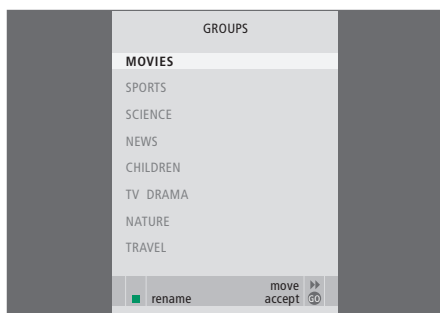 GROUPS
MOVIES
SPORTS
SCIENCE
NEWS
CHILDREN
TV DRAMA
NATURE
TRAVEL
move
rename accept GO